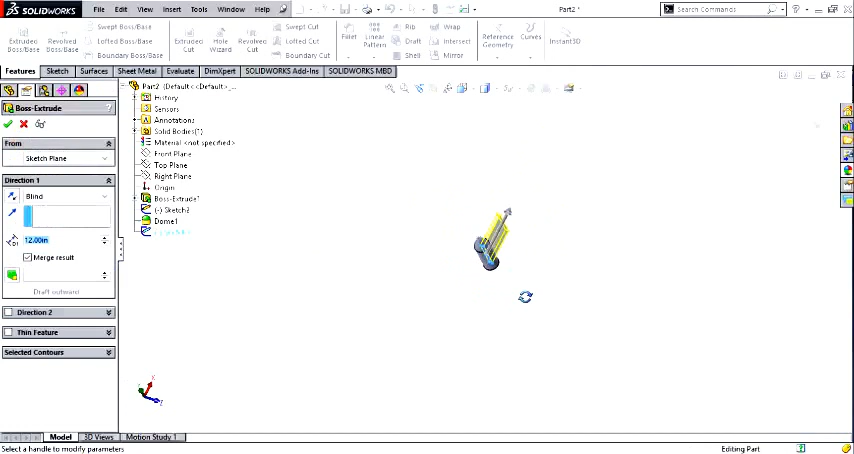 SOLIDWORKS File Edit View Insert Tools Window Help Part2 * Search Commands
Extruded Boss/Base Revolved Boss/Base Swept Boss/Base Lofted Boss/Base Boundary Boss/Base Extruded Cut Hole Wizard Revolved Cut Swept Cut Lofted Cut Boundary Cut Fillet Linear Pattern Rib Draft Shell Wrap Intersect Mirror Reference Geometry Curves Instant3D
Features Sketch Surfaces Sheet Metal Evaluate DimXpert SOLIDWORKS Add-Ins SOLIDWORKS MBD
Boss-Extrude ?
From
Sketch Plane
Direction 1
Blind
12.00in
Merge result
Draft outward
Direction 2
Thin Feature
Selected Contours
Part2 (Default<<Default>_...
History
Sensors
Annotations
Solid Bodies(1)
Material <not specified>
Front Plane
Top Plane
Right Plane
Origin
Boss-Extrude1
(-) Sketch2
Dome1
X
Z
Model 3D Views Motion Study 1
Select a handle to modify parameters Editing Part